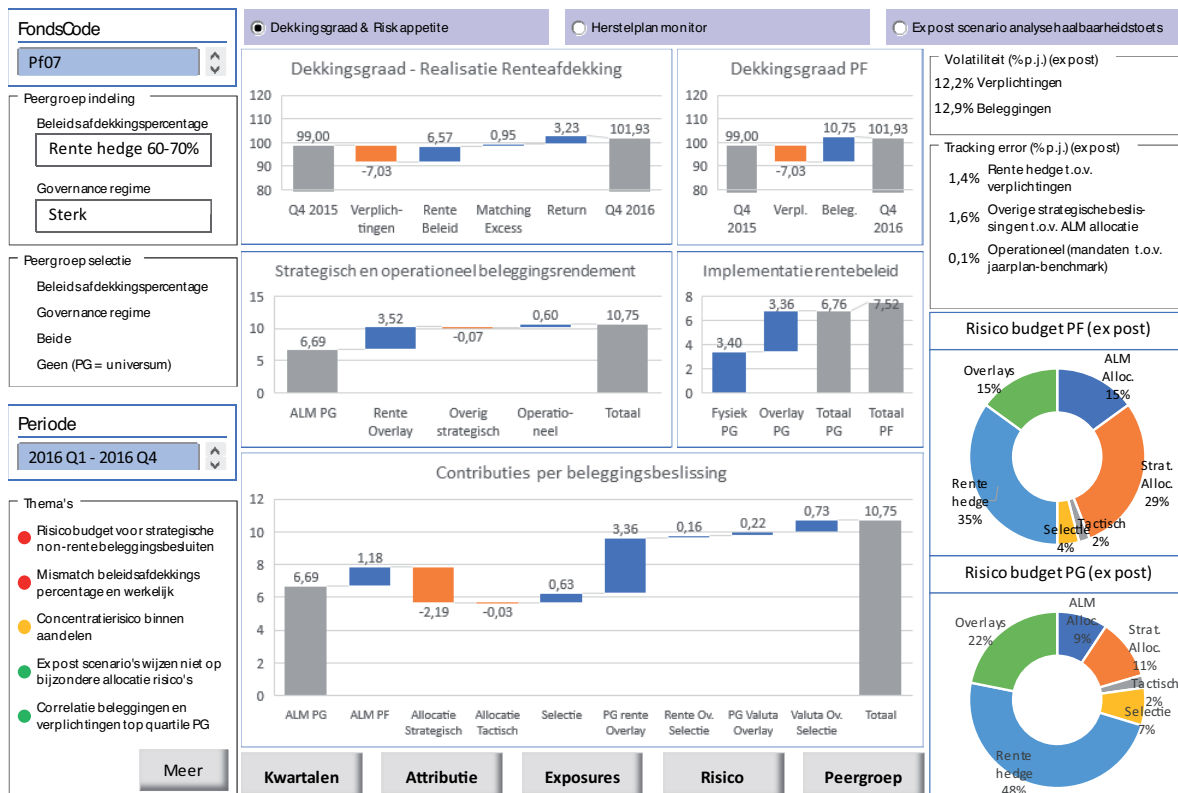 FondsCode
Pf07
Peergroep indeling
Beleidsafdekkingspercentage
Rente hedge 60-70%
Governance regime
Sterk
Peergroep selectie
Beleidsafdekkingspercentage
Governance regime
Beide
Geen (PG = universum)
Periode
2016 Q1 - 2016 Q4
Thema's
Risicobudget voor strategische
non-rente beleggingsbesluiten
Mismatch beleidsafdekkings
percentage en werkelijk
Concentratierisico binnen
aandelen
Ex post scenario's wijzen niet op
bijzondere allocatie risico's
Correlatie beleggingen en
verplichtingen top quartile PG
Meer
Dekkingsgraad & Riskappetite
Herstelplan monitor
Ex post scenario analyse haalbaarheidstoets
Dekkingsgraad - Realisatie Renteafdekking
120
110
100
90
80
99,00
-7,03
6,57
0,95
3,23
101,93
Q4 2015
Verplich-
tingen
Rente
Beleid
Matching
Excess
Return
Q4 2016
Dekkingsgraad PF
120
110
100
90
80
99,00
-7,03
10,75
101,93
Q4
2015
Verpl.
Beleg.
Q4
2016
Strategisch en operationeel beleggingsrendement
15
10
5
0
6,69
3,52
-0,07
0,60
10,75
ALM PG
Rente
Overlay
Overig
strategisch
Operatio-
neel
Totaal
Implementatie rentebeleid
8
6
4
2
0
3,40
3,36
6,76
7,52
Fysiek
PG
Overlay
PG
Totaal
PG
Totaal
PF
Contributies per beleggingsbeslissing
12
10
8
6
4
2
0
6,69
1,18
-2,19
-0,03
0,63
3,36
0,16
0,22
0,73
10,75
ALM PG
ALM PF
Allocatie
Strategisch
Allocatie
Tactisch
Selectie
PG rente
Overlay
Rente Ov.
Selectie
PG Valuta
Overlay
Valuta Ov.
Selectie
Totaal
Kwartalen
Attributie
Exposures
Risico
Peergroep
Volatiliteit (% p.j.) (ex post)
12,2% Verplichtingen
12,9% Beleggingen
Tracking error (% p.j.) (ex post)
1,4% Rente hedge t.o.v.
verplichtingen
1,6% Overige strategische beslis-
singen t.o.v. ALM allocatie
0,1% Operationeel (mandaten t.o.v.
jaarplan-benchmark)
Risico budget PF (ex post)
Overlays
15%
ALM
Alloc.
15%
Strat.
Alloc.
29%
Tactisch
2%
Selectie
4%
Rente
hedge
35%
Risico budget PG (ex post)
Overlays
22%
ALM
Alloc.
9%
Strat.
Alloc.
11%
Tactisch
2%
Selectie
7%
Rente
hedge
48%